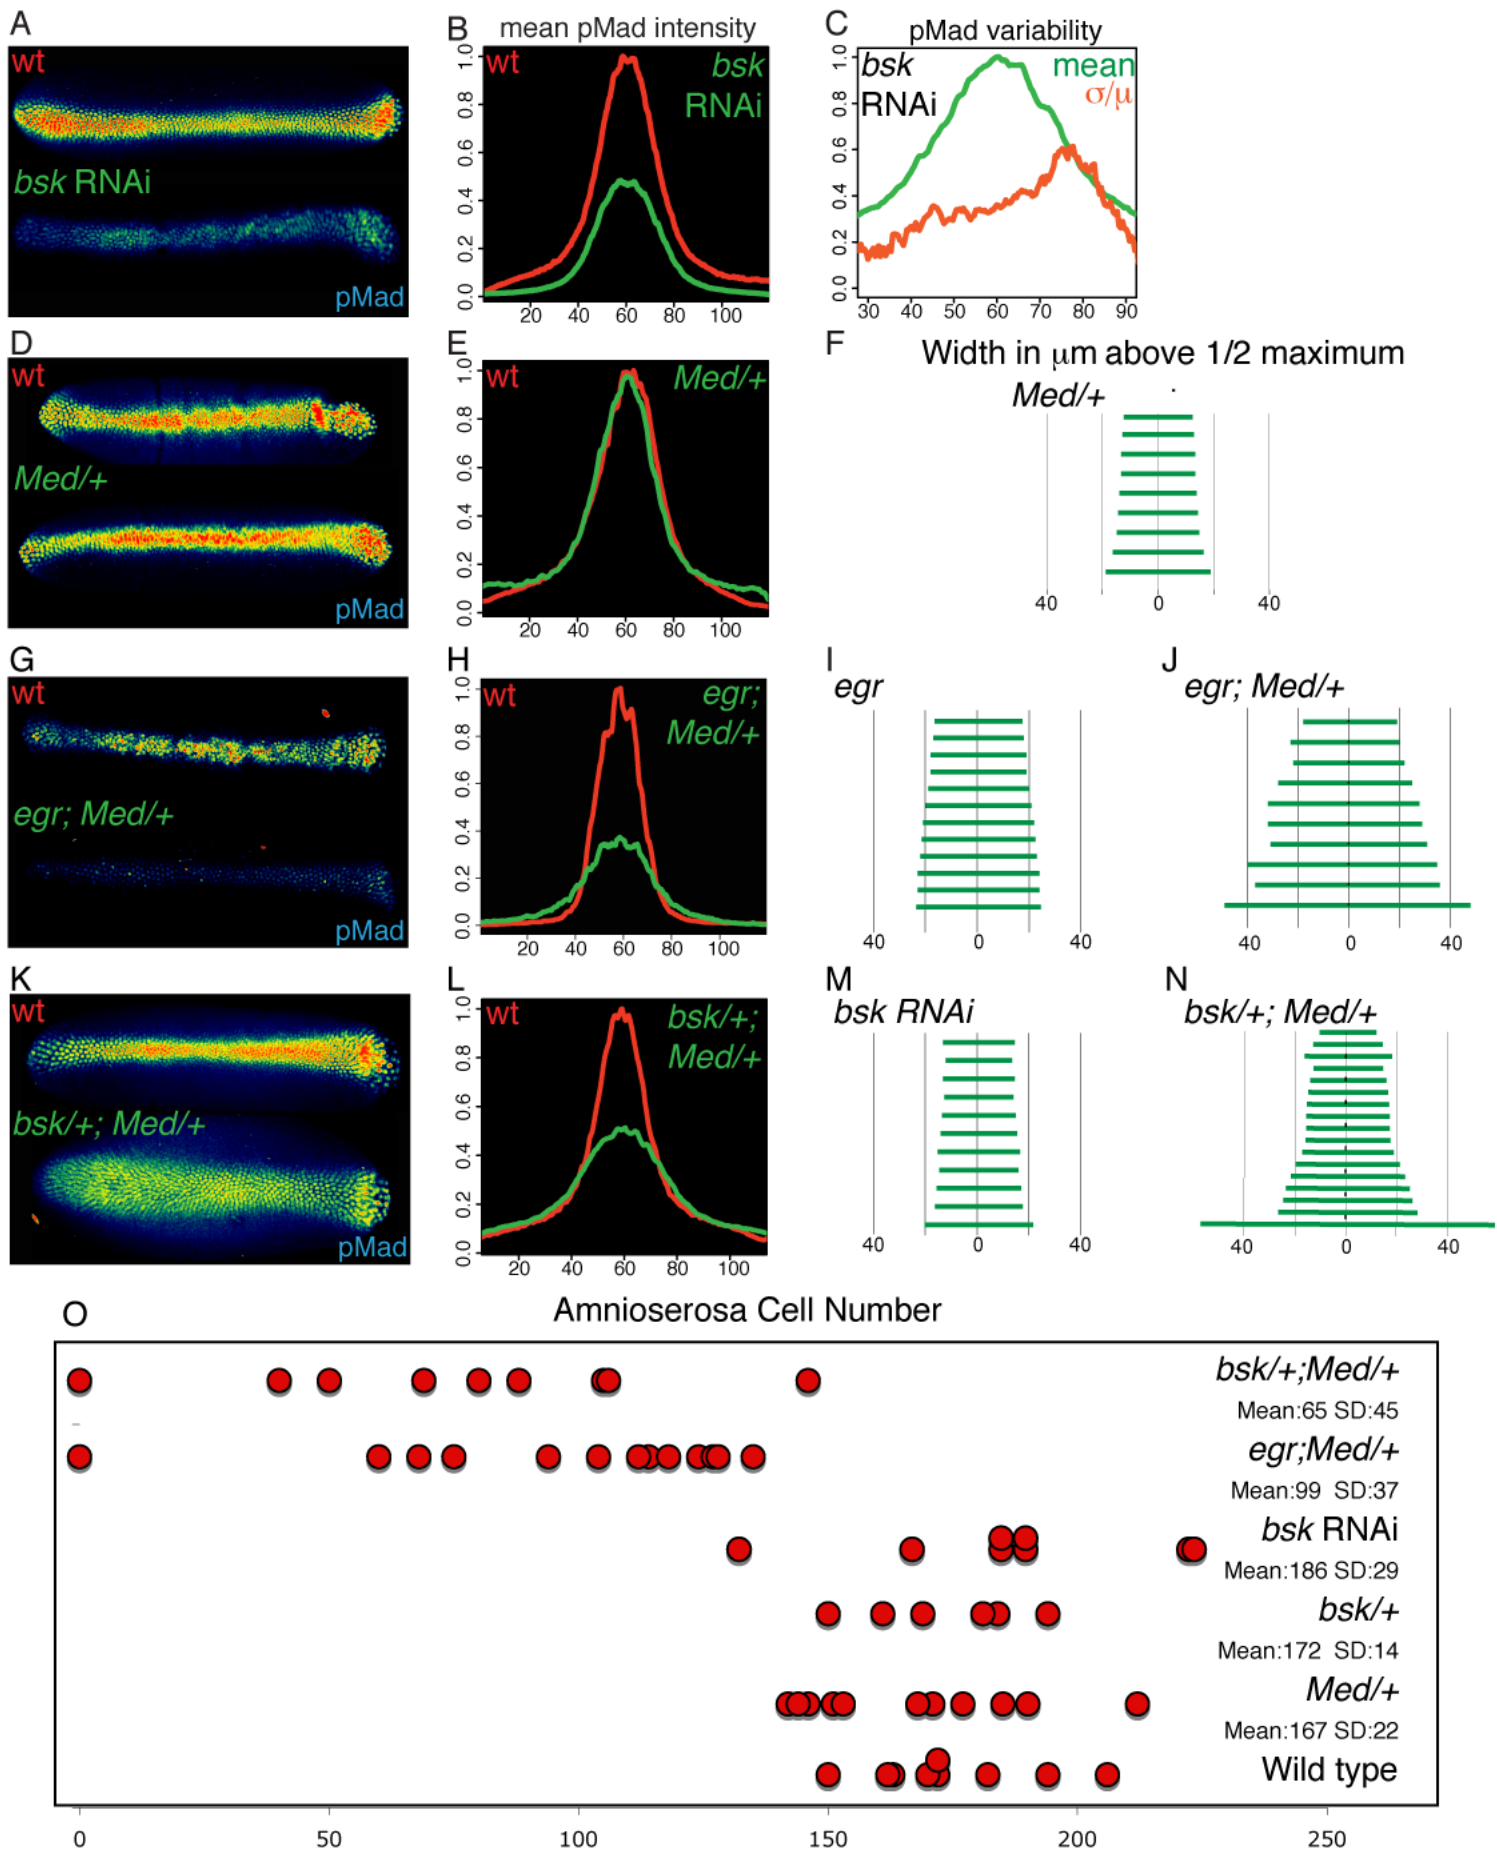 A
wt
bsk RNAi
pMad
B
mean pMad intensity
wt
bsk
RNAi
0.0 0.2 0.4 0.6 0.8 1.0
20 40 60 80 100
C
pMad variability
bsk
RNAi
mean
σ/μ
0.0 0.2 0.4 0.6 0.8 1.0
30 40 50 60 70 80 90
D
wt
Med/+
pMad
E
wt
Med/+
0.0 0.2 0.4 0.6 0.8 1.0
20 40 60 80 100
F
Width in μm above 1/2 maximum
Med/+
40 0 40
G
wt
egr; Med/+
pMad
H
wt
egr;
Med/+
0.0 0.2 0.4 0.6 0.8 1.0
20 40 60 80 100
I
egr
40 0 40
J
egr; Med/+
40 0 40
K
wt
bsk/+; Med/+
pMad
L
wt
bsk/+;
Med/+
0.0 0.2 0.4 0.6 0.8 1.0
20 40 60 80 100
M
bsk RNAi
40 0 40
N
bsk/+; Med/+
40 0 40
O
Amnioserosa Cell Number
bsk/+;Med/+
Mean:65 SD:45
egr;Med/+
Mean:99 SD:37
bsk RNAi
Mean:186 SD:29
bsk/+
Mean:172 SD:14
Med/+
Mean:167 SD:22
Wild type
0 50 100 150 200 250